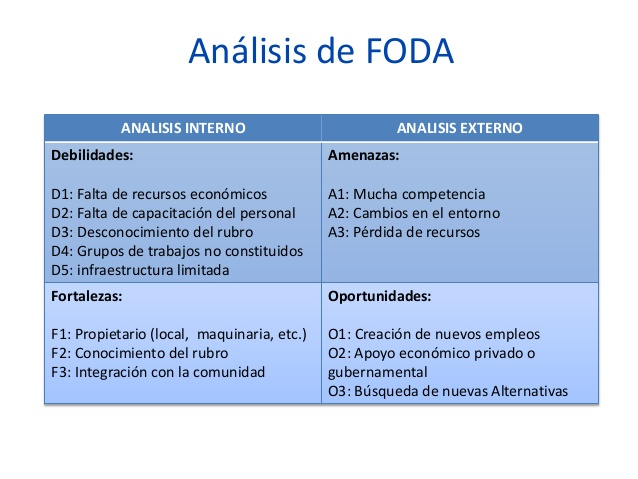 Análisis de FODA
ANALISIS INTERNO
ANALISIS EXTERNO
Debilidades:
D1: Falta de recursos económicos
D2: Falta de capacitación del personal
D3: Desconocimiento del rubro
D4: Grupos de trabajos no constituidos
D5: infraestructura limitada
Amenazas:
A1: Mucha competencia
A2: Cambios en el entorno
A3: Pérdida de recursos
Fortalezas:
F1: Propietario (local, maquinaria, etc.)
F2: Conocimiento del rubro
F3: Integración con la comunidad
Oportunidades:
O1: Creación de nuevos empleos
O2: Apoyo económico privado o
gubernamental
O3: Búsqueda de nuevas Alternativas